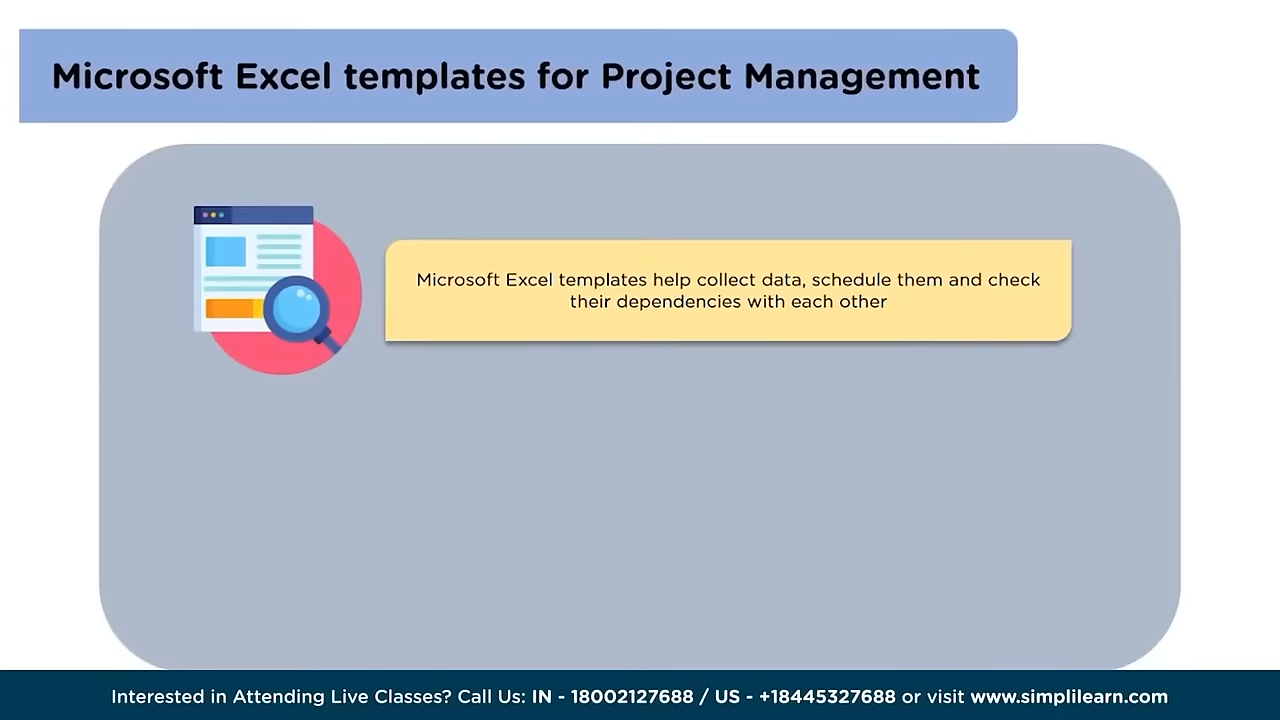 Microsoft Excel templates for Project Management
Microsoft Excel templates help collect data, schedule them and check
their dependencies with each other
Interested in Attending Live Classes? Call Us: IN - 18002127688 / US - +18445327688 or visit www.simplilearn.com